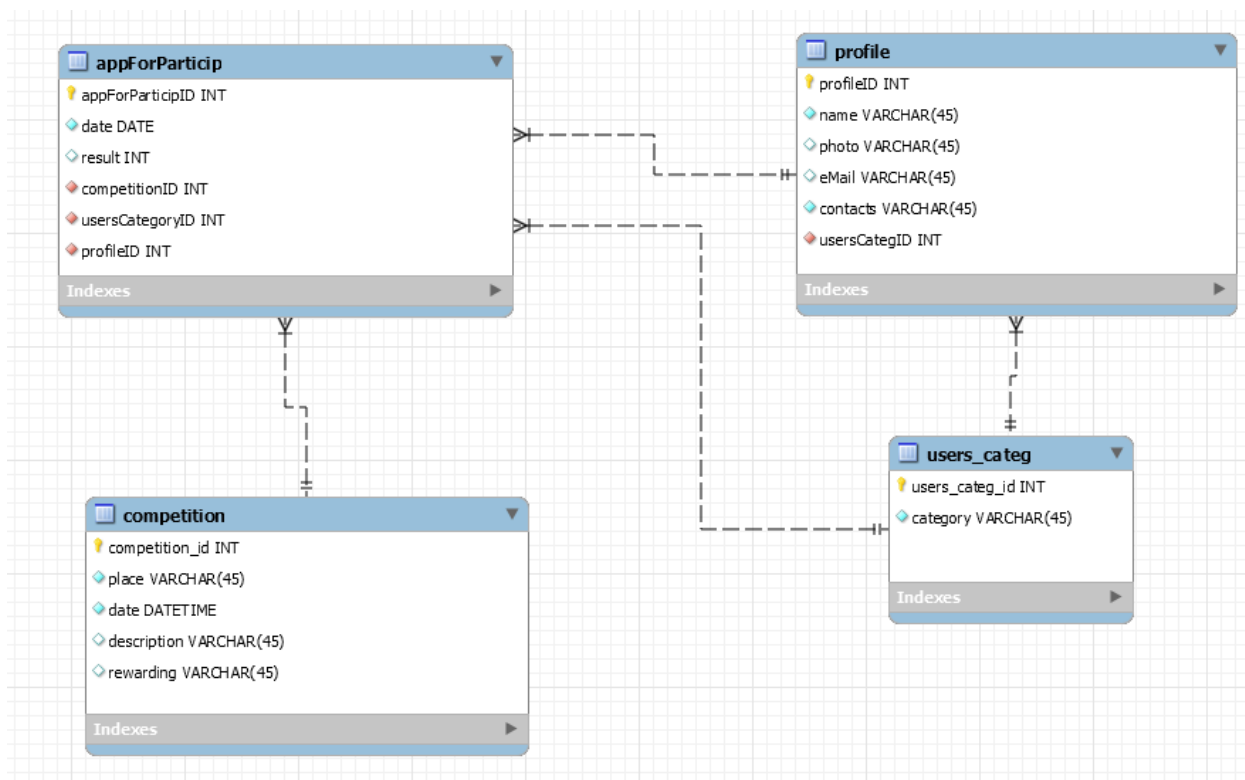 appForParticip
appForParticipID INT
date DATE
result INT
competitionID INT
usersCategoryID INT
profileID INT
Indexes
profile
profileID INT
name VARCHAR(45)
photo VARCHAR(45)
eMail VARCHAR(45)
contacts VARCHAR(45)
usersCategID INT
Indexes
competition
competition_id INT
place VARCHAR(45)
date DATETIME
description VARCHAR(45)
rewarding VARCHAR(45)
Indexes
users_categ
users_categ_id INT
category VARCHAR(45)
Indexes